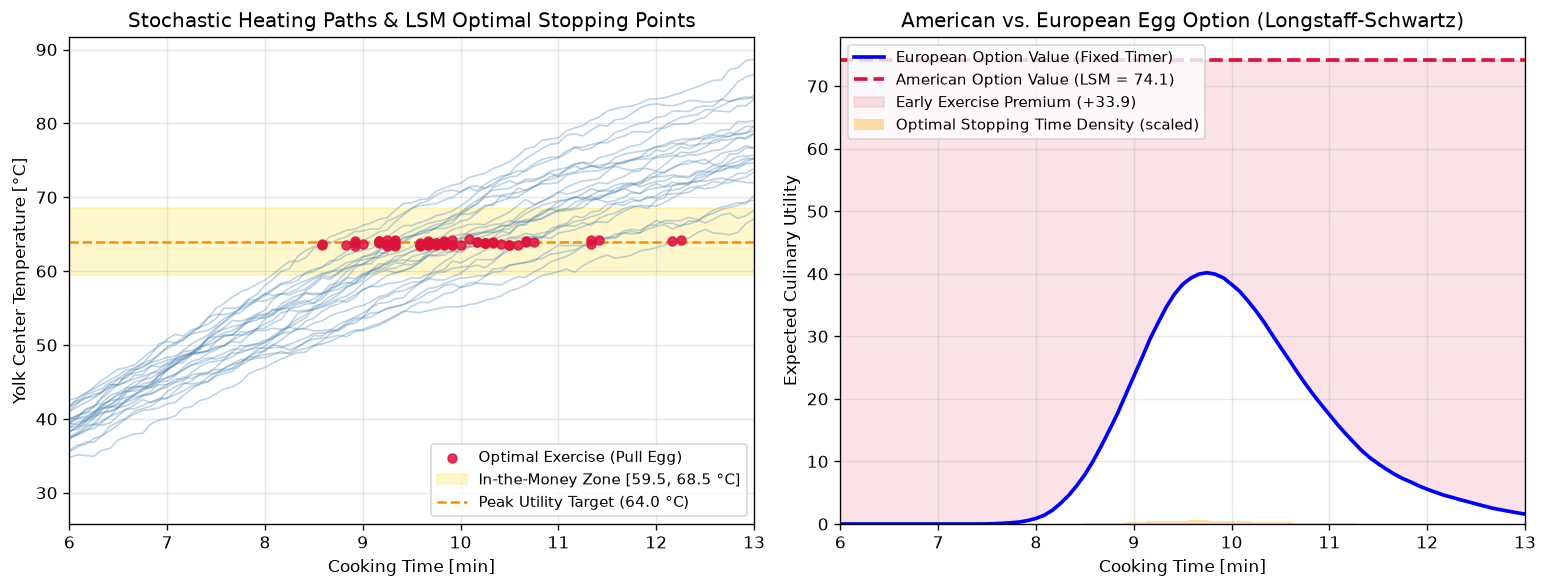 Stochastic Heating Paths & LSM Optimal Stopping Points
90
80
70
60
50
40
30
Yolk Center Temperature [°C]
Optimal Exercise (Pull Egg)
In-the-Money Zone [59.5, 68.5 °C]
Peak Utility Target (64.0 °C)
6 7 8 9 10 11 12 13
Cooking Time [min]
American vs. European Egg Option (Longstaff-Schwartz)
European Option Value (Fixed Timer)
American Option Value (LSM = 74.1)
Early Exercise Premium (+33.9)
Optimal Stopping Time Density (scaled)
70
60
50
40
30
20
10
0
Expected Culinary Utility
6 7 8 9 10 11 12 13
Cooking Time [min]